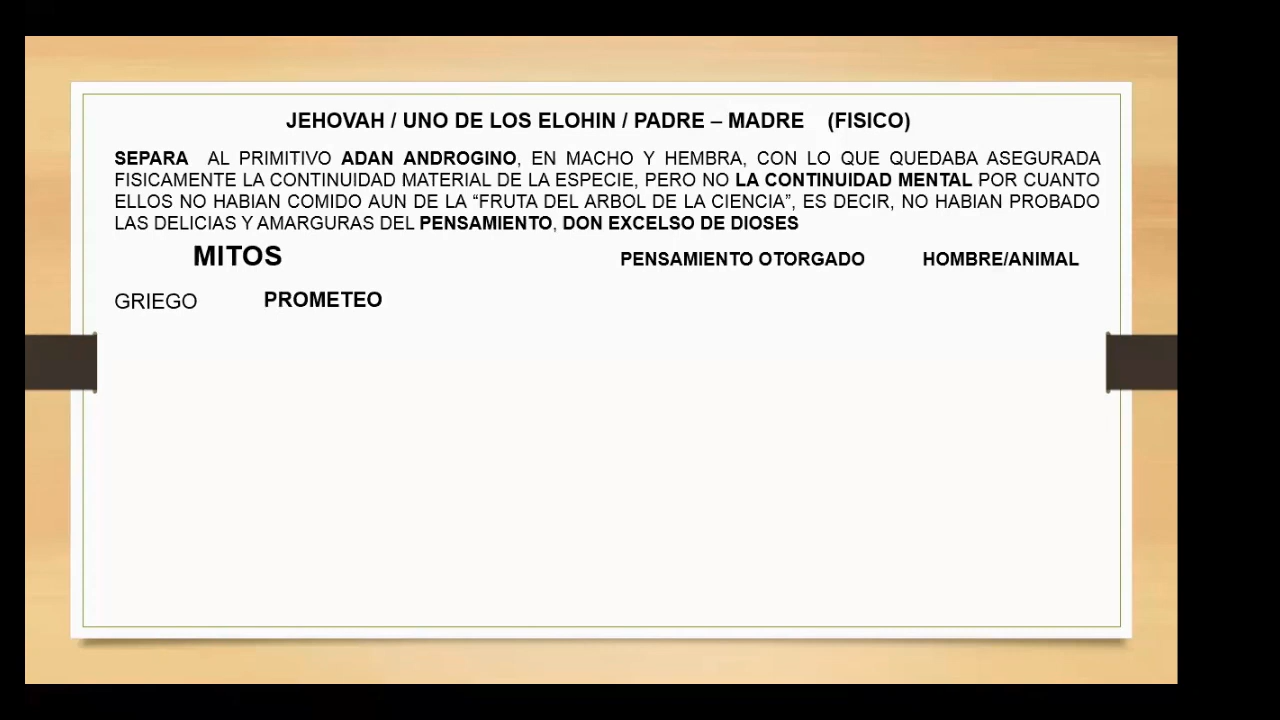 JEHOVAH / UNO DE LOS ELOHIN / PADRE – MADRE (FISICO)
SEPARA AL PRIMITIVO ADAN ANDROGINO, EN MACHO Y HEMBRA, CON LO QUE QUEDABA ASEGURADA
FISICAMENTE LA CONTINUIDAD MATERIAL DE LA ESPECIE, PERO NO LA CONTINUIDAD MENTAL POR CUANTO
ELLOS NO HABIAN COMIDO AUN DE LA “FRUTA DEL ARBOL DE LA CIENCIA”, ES DECIR, NO HABIAN PROBADO
LAS DELICIAS Y AMARGURAS DEL PENSAMIENTO, DON EXCELSO DE DIOSES
MITOS PENSAMIENTO OTORGADO HOMBRE/ANIMAL
GRIEGO PROMETEO